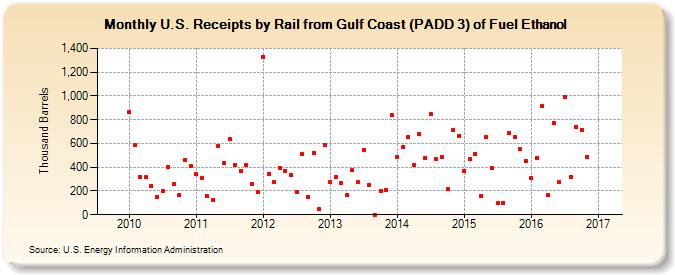 Monthly U.S. Receipts by Rail from Gulf Coast (PADD 3) of Fuel Ethanol
Thousand Barrels
1,400
1,200
1,000
800
600
400
200
0
2010 2011 2012 2013 2014 2015 2016 2017
Source: U.S. Energy Information Administration